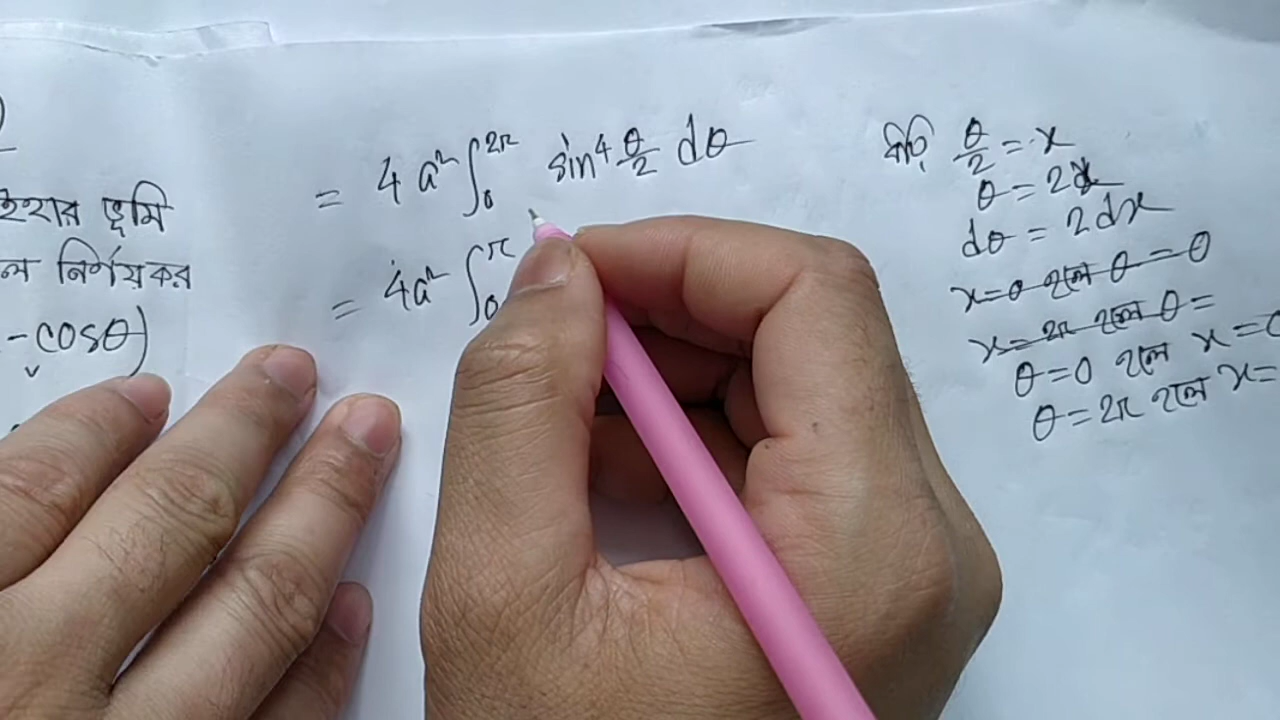 ইহার ভূমি
নির্ণয় কর
-cosθ)
= 4a² ∫₀^{2π} sin⁴ θ/2 dθ
= 4a² ∫₀^{π}
ধরি, θ/2 = x
θ = 2x
dθ = 2dx
x=0 হলে θ=0
x=2π হলে θ=
θ=0 হলে x=0
θ=2π হলে x=